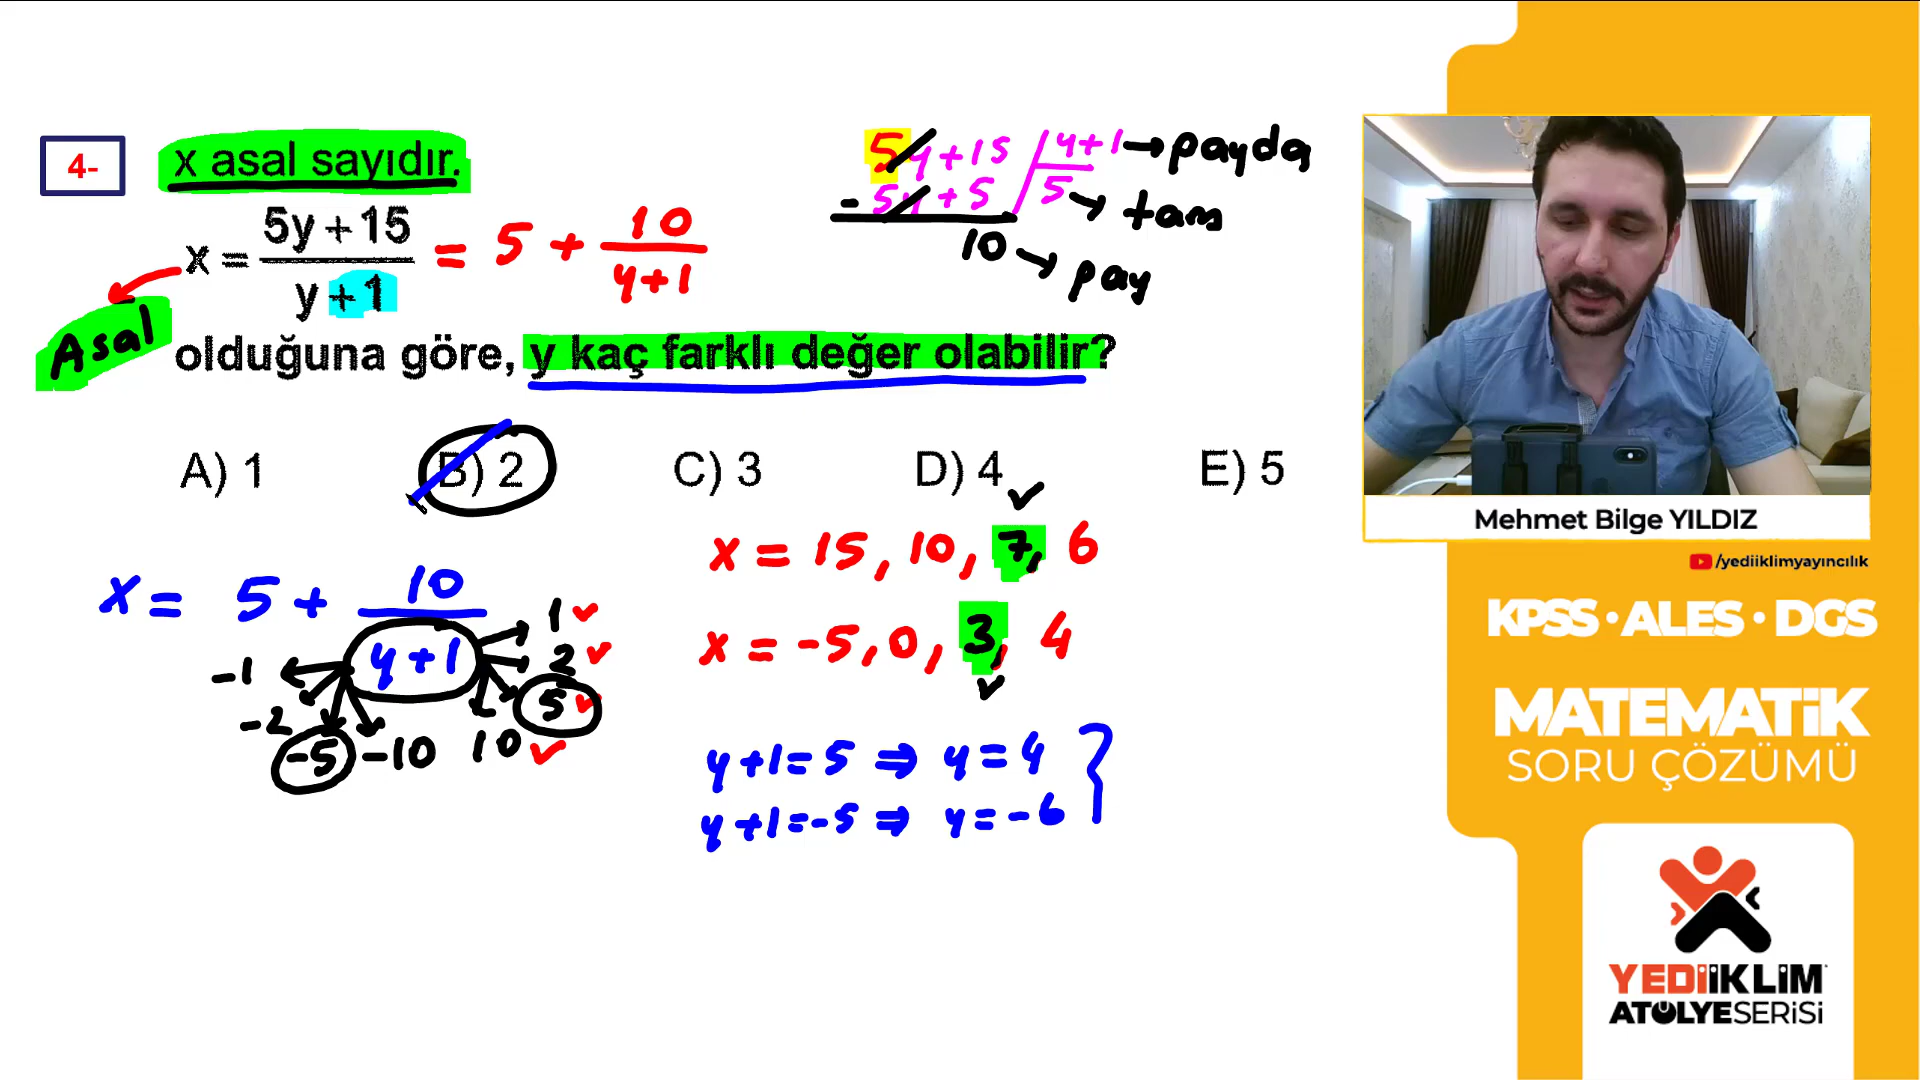 4-
x asal sayıdır.
x = 5y + 15 / y + 1 = 5 + 10 / y+1
Asal
olduğuna göre, y kaç farklı değer olabilir?
5y + 15 | y+1 → payda
- 5y + 5 | 5 → tam
10 → pay
A) 1 B) 2 C) 3 D) 4 E) 5
x = 5 + 10 / y+1
1
2
5
10
-1
-2
-5
-10
x = 15, 10, 7, 6
x = -5, 0, 3, 4
y+1=5 ⇒ y=4
y+1=-5 ⇒ y=-6
Mehmet Bilge YILDIZ
/yediiklimyayıncılık
KPSS • ALES • DGS
MATEMATİK
SORU ÇÖZÜMÜ
YEDİİKLİM
ATÖLYESERİSİ